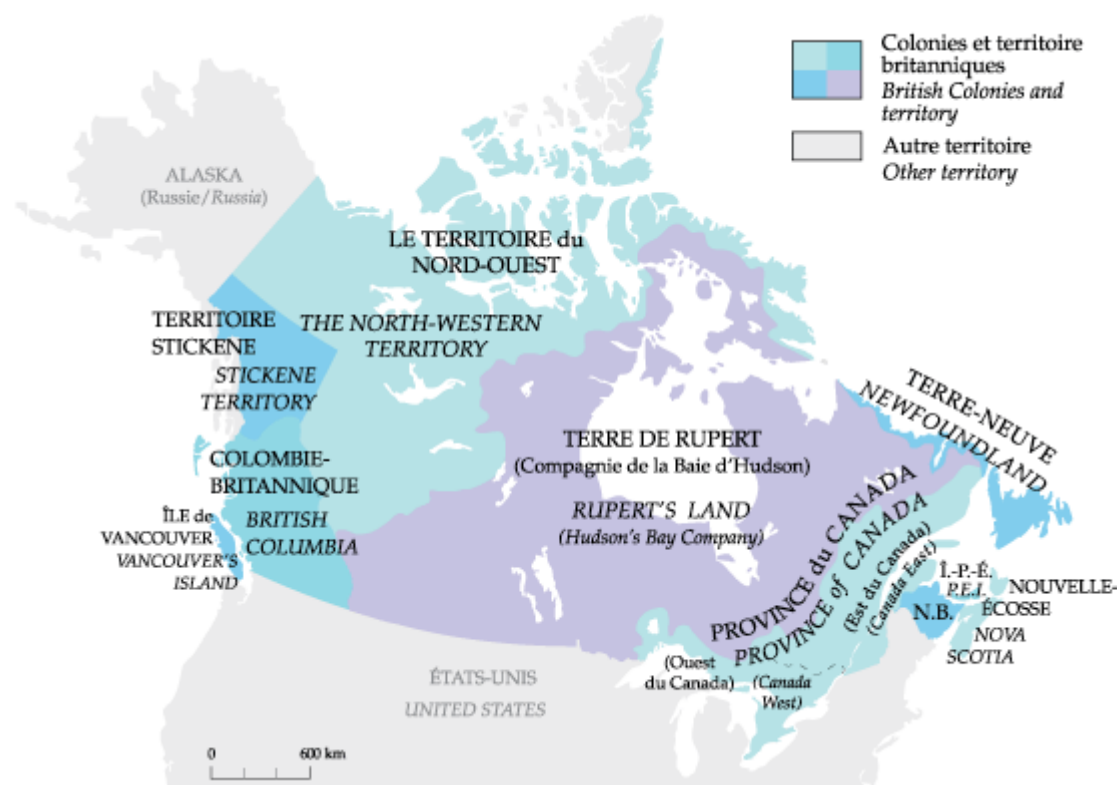 Colonies et territoire
britanniques
British Colonies and
territory
Autre territoire
Other territory
ALASKA
(Russie/Russia)
LE TERRITOIRE du
NORD-OUEST
THE NORTH-WESTERN
TERRITORY
TERRITOIRE
STICKENE
STICKENE
TERRITORY
COLOMBIE-
BRITANNIQUE
BRITISH
COLUMBIA
ÎLE de
VANCOUVER
VANCOUVER'S
ISLAND
TERRE DE RUPERT
(Compagnie de la Baie d'Hudson)
RUPERT'S LAND
(Hudson's Bay Company)
TERRE-NEUVE
NEWFOUNDLAND
PROVINCE du CANADA
PROVINCE of CANADA
(Est du Canada)
(Canada East)
Î.-P.-É.
P.E.I.
NOUVELLE-
ÉCOSSE
NOVA
SCOTIA
N.B.
(Ouest
du Canada)
(Canada
West)
ÉTATS-UNIS
UNITED STATES
0 600 km